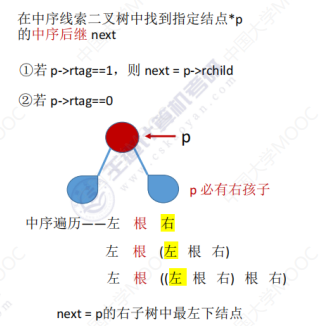 在中序线索二叉树中找到指定结点*p
的中序后继 next
①若 p->rtag==1，则 next = p->rchild
②若 p->rtag==0
p
p 必有右孩子
中序遍历——左 根 右
左 根 (左 根 右)
左 根 ((左 根 右) 根 右)
next = p的右子树中最左下结点